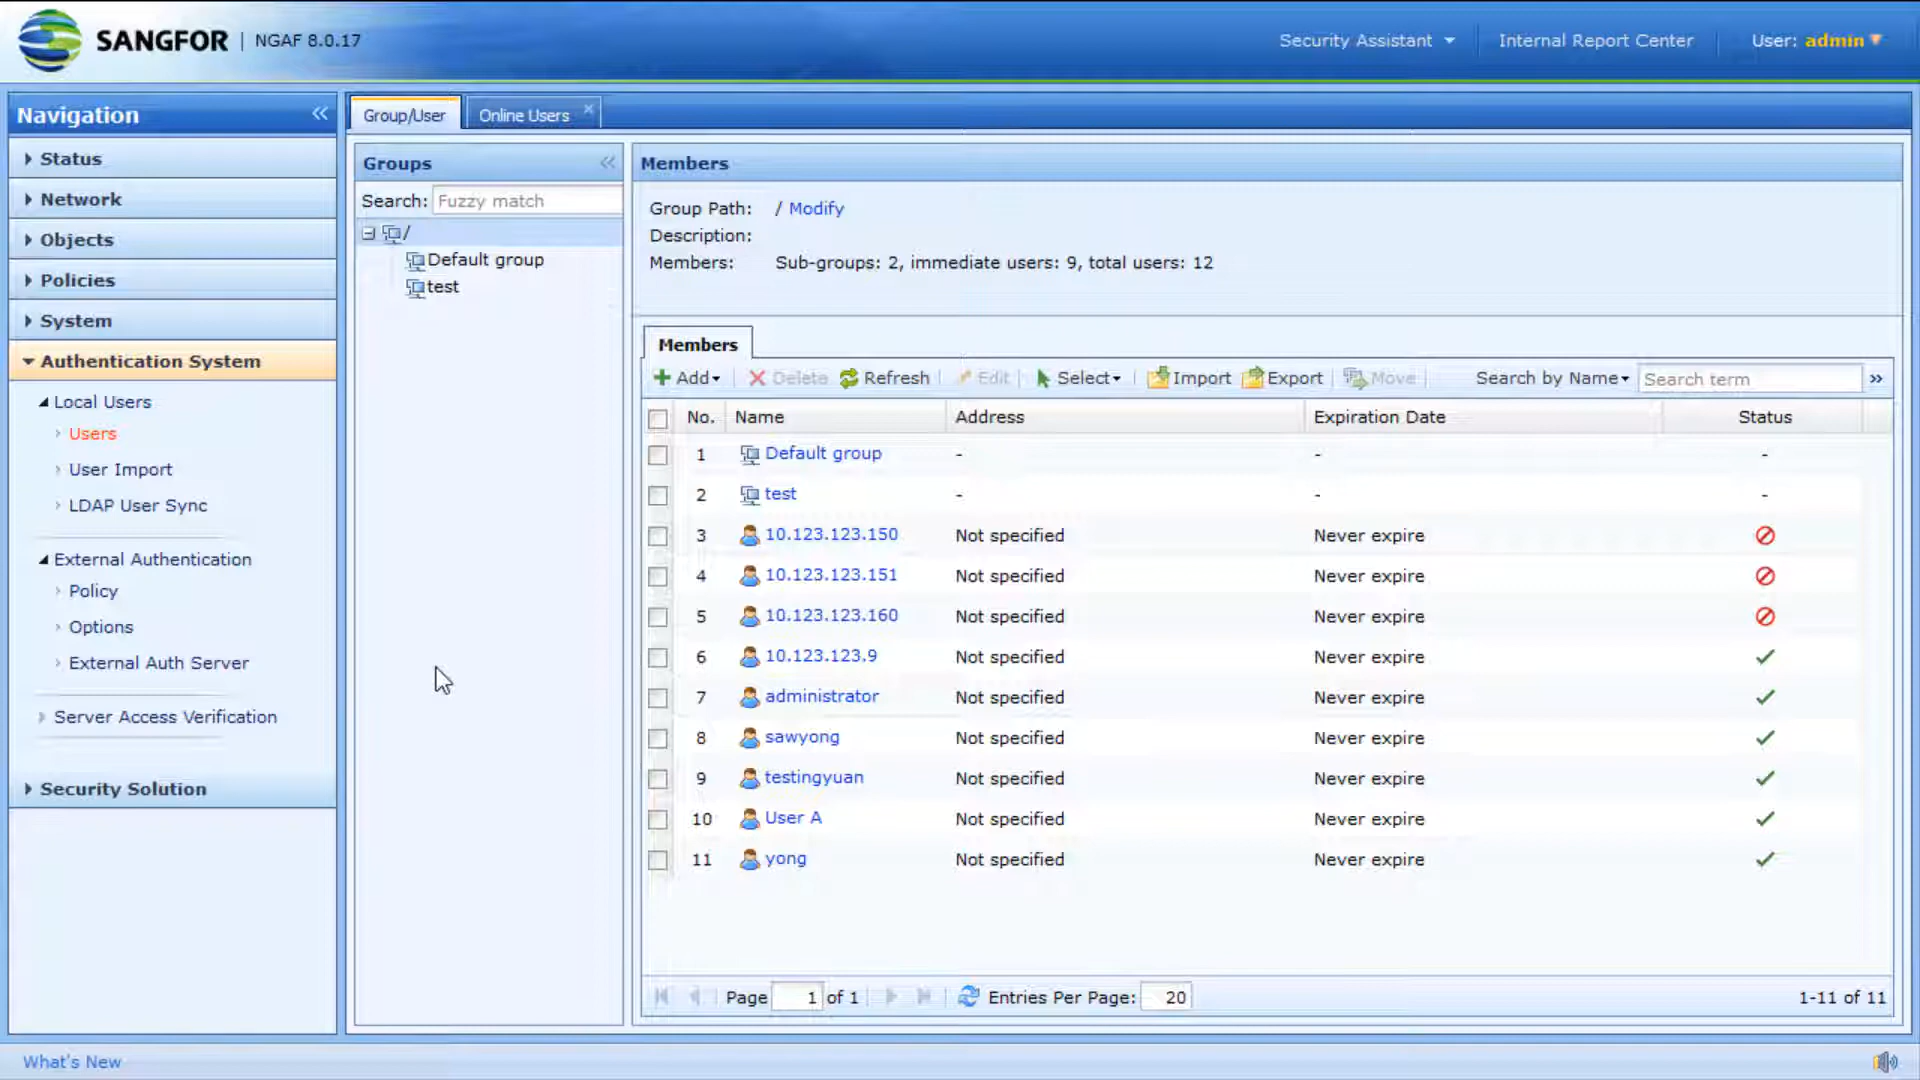 SANGFOR | NGAF 8.0.17
Security Assistant
Internal Report Center
User: admin
Navigation
Status
Network
Objects
Policies
System
Authentication System
Local Users
Users
User Import
LDAP User Sync
External Authentication
Policy
Options
External Auth Server
Server Access Verification
Security Solution
Group/User
Online Users
Groups
Search: Fuzzy match
/
Default group
test
Members
Group Path: / Modify
Description:
Members: Sub-groups: 2, immediate users: 9, total users: 12
Members
Add Delete Refresh Edit Select Import Export Move Search by Name Search term »
No. Name Address Expiration Date Status
1 Default group - - -
2 test - - -
3 10.123.123.150 Not specified Never expire
4 10.123.123.151 Not specified Never expire
5 10.123.123.160 Not specified Never expire
6 10.123.123.9 Not specified Never expire
7 administrator Not specified Never expire
8 sawyong Not specified Never expire
9 testingyuan Not specified Never expire
10 User A Not specified Never expire
11 yong Not specified Never expire
Page 1 of 1 Entries Per Page: 20 1-11 of 11
What's New